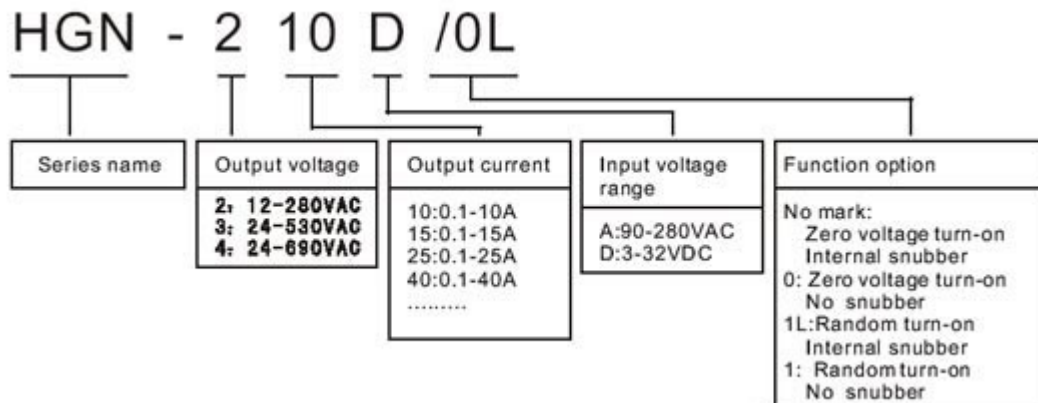 HGN - 2 10 D /0L
Series name
Output voltage
2: 12-280VAC
3: 24-530VAC
4: 24-690VAC
Output current
10:0.1-10A
15:0.1-15A
25:0.1-25A
40:0.1-40A
.........
Input voltage
range
A:90-280VAC
D:3-32VDC
Function option
No mark:
Zero voltage turn-on
Internal snubber
0: Zero voltage turn-on
No snubber
1L:Random turn-on
Internal snubber
1: Random turn-on
No snubber